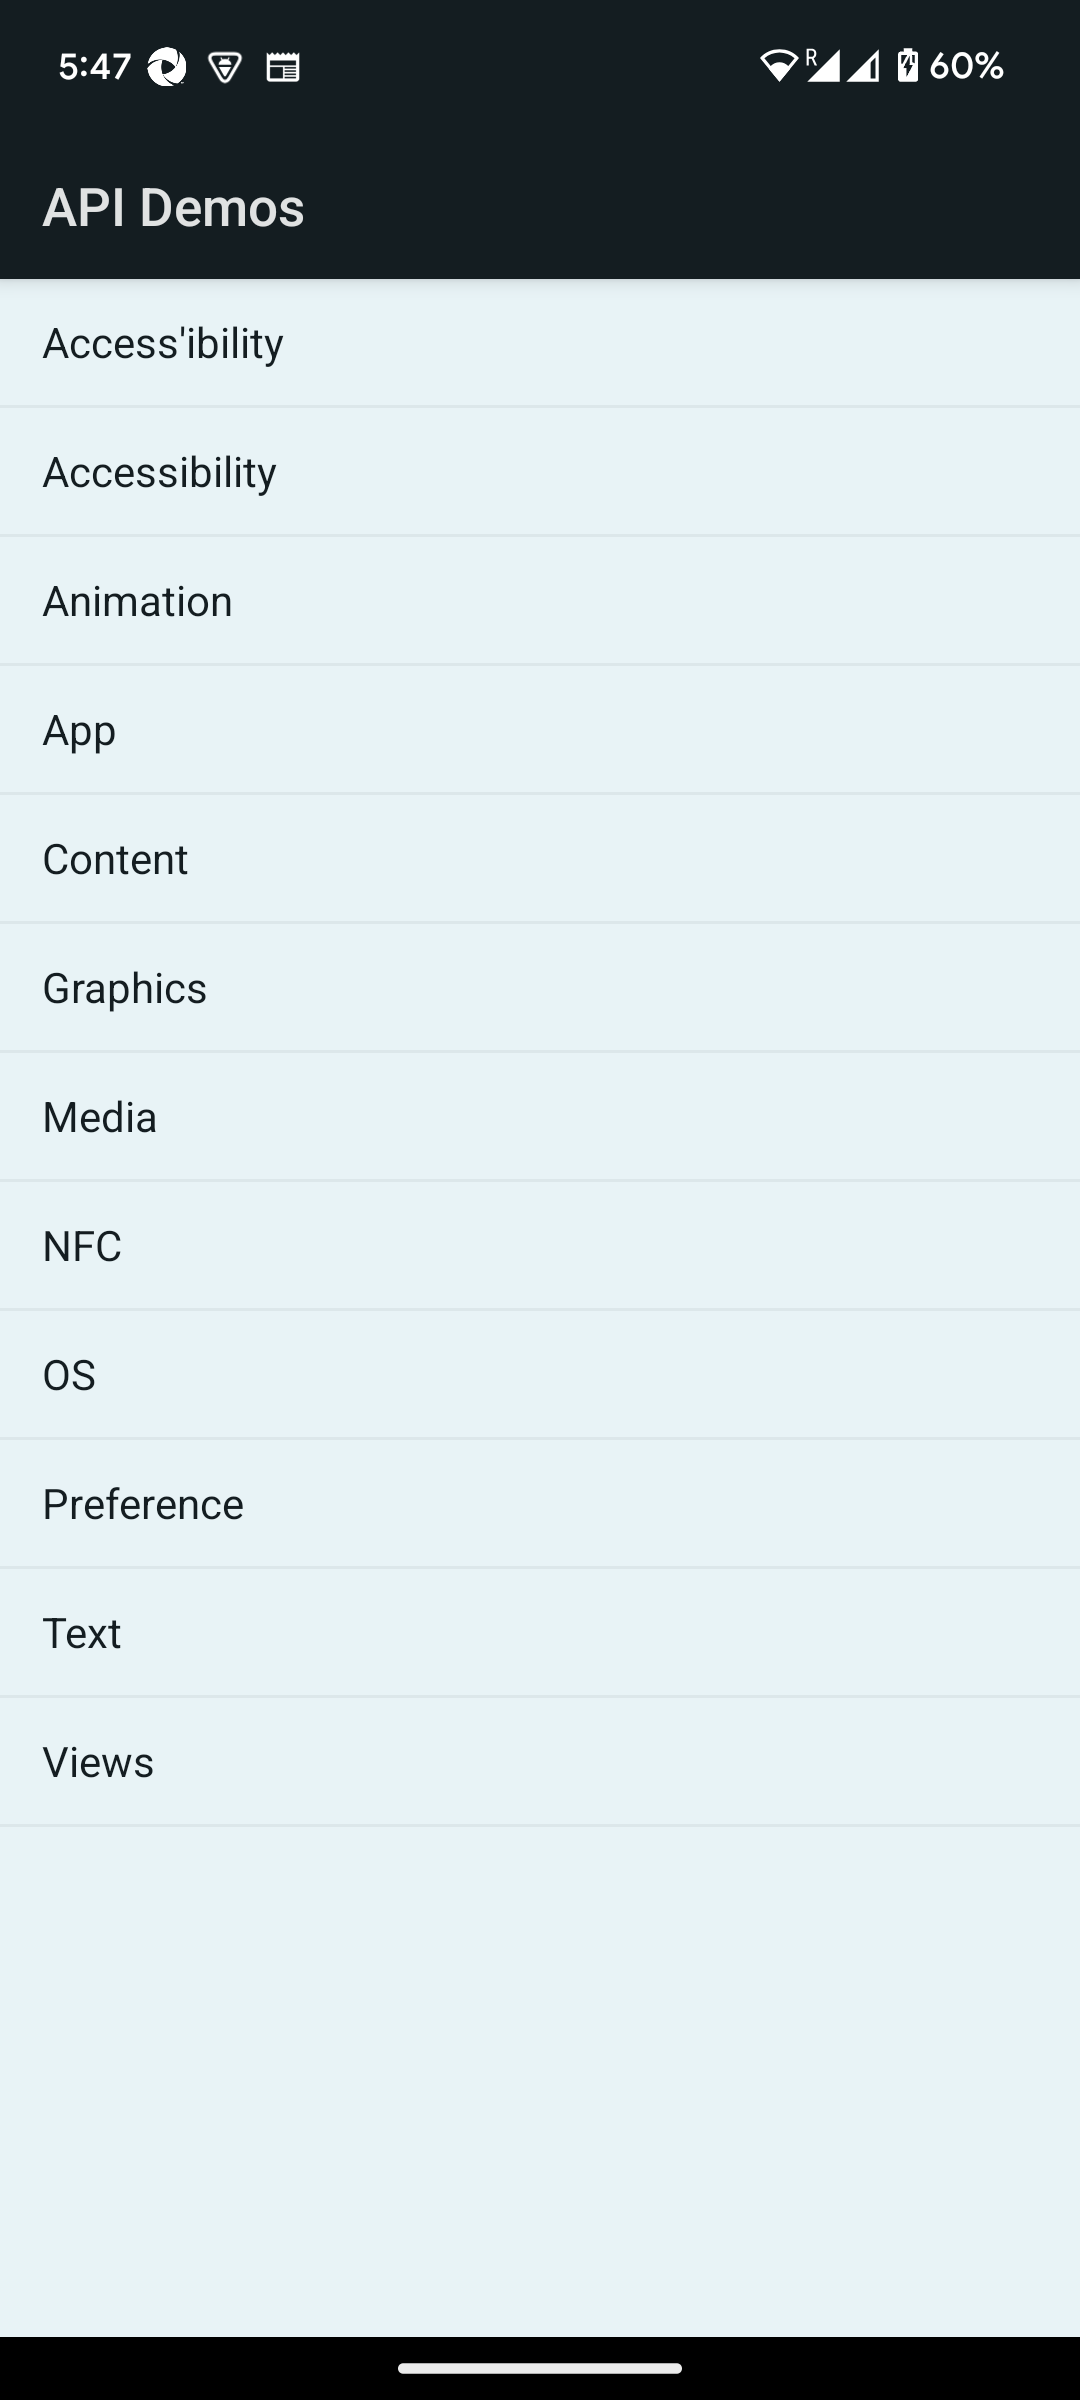 5:47 R 60%
API Demos
Access'ibility
Accessibility
Animation
App
Content
Graphics
Media
NFC
OS
Preference
Text
Views